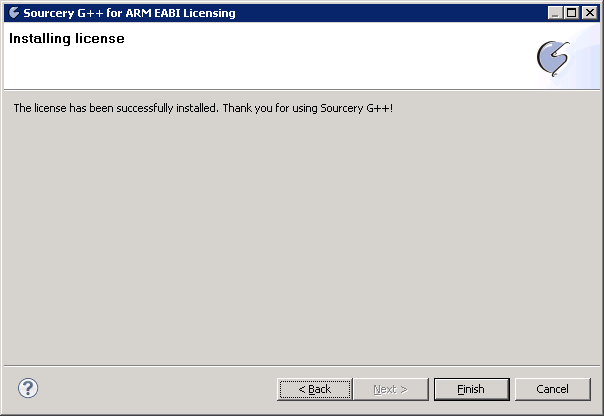 Sourcery G++ for ARM EABI Licensing
Installing license
The license has been successfully installed. Thank you for using Sourcery G++!
?
< Back Next > Finish Cancel